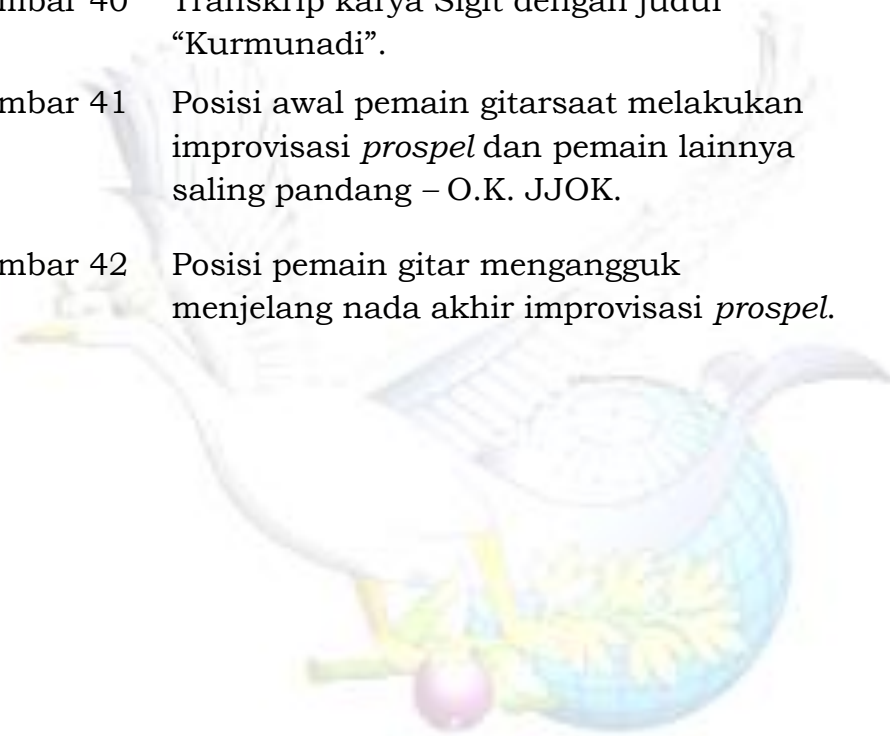 mbar 40 Transkrip karya Sigit dengan judul
“Kurmunadi”.
mbar 41 Posisi awal pemain gitarsaat melakukan
improvisasi prospel dan pemain lainnya
saling pandang – O.K. JJOK.
mbar 42 Posisi pemain gitar mengangguk
menjelang nada akhir improvisasi prospel.